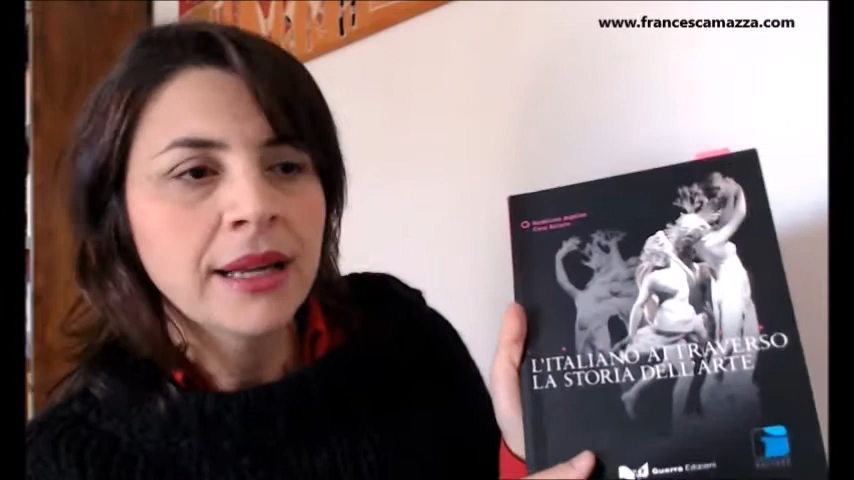 www.francescamazza.com
L'ITALIANO ATTRAVERSO
LA STORIA DELL'ARTE
Guerra Edizioni